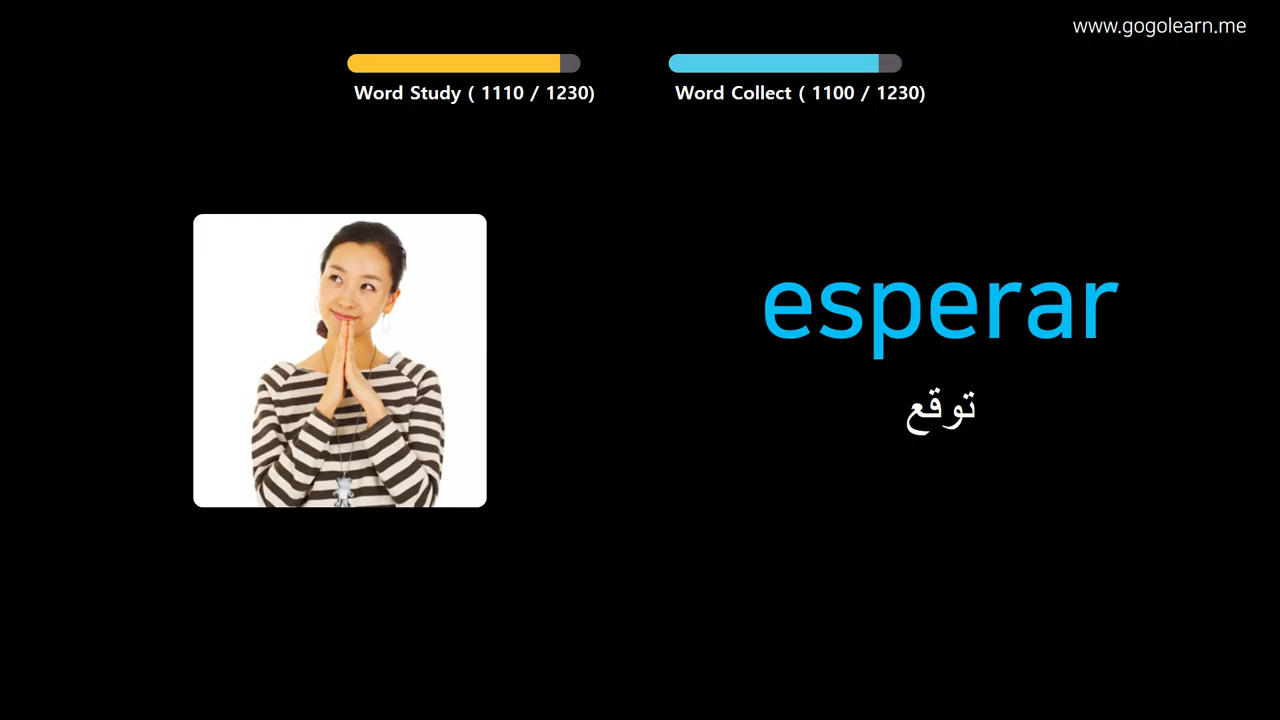 www.gogolearn.me
Word Study ( 1110 / 1230)
Word Collect ( 1100 / 1230)
esperar
توقع